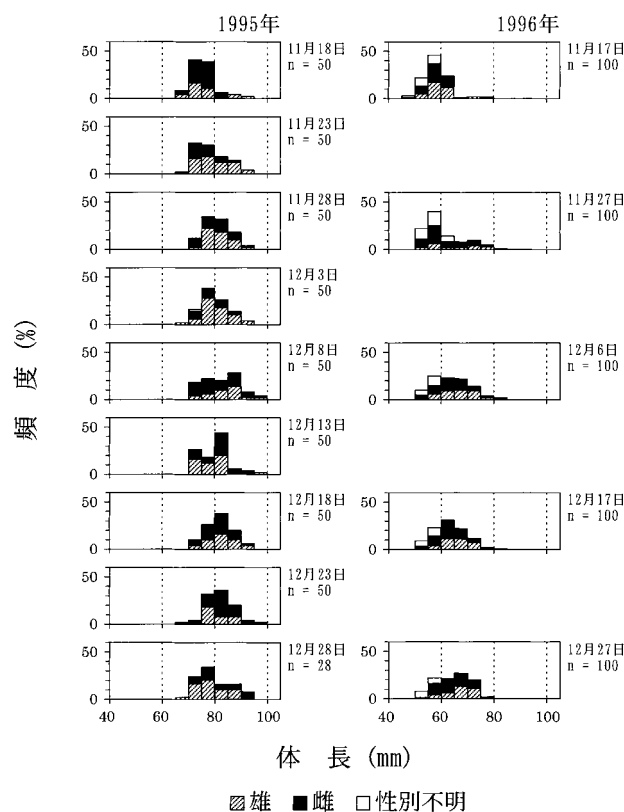 1995年
1996年
50
0
11月18日
n = 50
50
0
11月17日
n = 100
50
0
11月23日
n = 50
50
0
11月28日
n = 50
50
0
11月27日
n = 100
50
0
12月3日
n = 50
50
0
12月8日
n = 50
50
0
12月6日
n = 100
50
0
12月13日
n = 50
50
0
12月18日
n = 50
50
0
12月17日
n = 100
50
0
12月23日
n = 50
50
0
12月28日
n = 28
50
0
12月27日
n = 100
40 60 80 100
40 60 80 100
頻度 (%)
体長 (mm)
雄 雌 性別不明